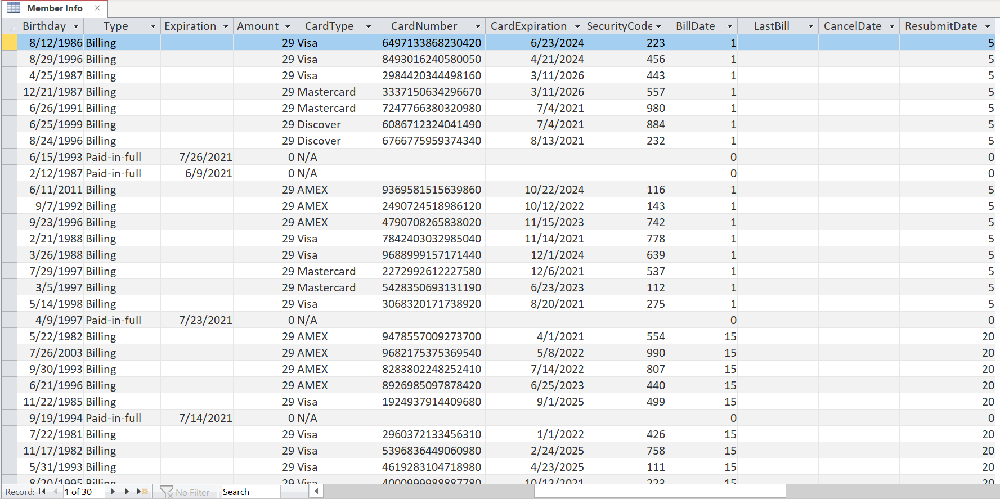 Member Info
Birthday Type Expiration Amount CardType CardNumber CardExpiration SecurityCode BillDate LastBill CancelDate ResubmitDate
8/12/1986 Billing 29 Visa 6497133868230420 6/23/2024 223 1 5
8/29/1996 Billing 29 Visa 8493016240580050 4/21/2024 456 1 5
4/25/1987 Billing 29 Visa 2984420344498160 3/11/2026 443 1 5
12/21/1987 Billing 29 Mastercard 3337150634296670 3/11/2026 557 1 5
6/26/1991 Billing 29 Mastercard 7247766380320980 7/4/2021 980 1 5
6/25/1999 Billing 29 Discover 6086712324041490 7/4/2021 884 1 5
8/24/1996 Billing 29 Discover 6766775959374340 8/13/2021 232 1 5
6/15/1993 Paid-in-full 7/26/2021 0 N/A 0 0
2/12/1987 Paid-in-full 6/9/2021 0 N/A 0 0
6/11/2011 Billing 29 AMEX 9369581515639860 10/22/2024 116 1 5
9/7/1992 Billing 29 AMEX 2490724518986120 10/12/2022 143 1 5
9/23/1996 Billing 29 AMEX 4790708265838020 11/15/2023 742 1 5
2/21/1988 Billing 29 Visa 7842403032985040 11/14/2021 778 1 5
3/26/1988 Billing 29 Visa 9688999157171440 12/1/2024 639 1 5
7/29/1997 Billing 29 Mastercard 2272992612227580 12/6/2021 537 1 5
3/5/1997 Billing 29 Mastercard 5428350693131190 6/23/2023 112 1 5
5/14/1998 Billing 29 Visa 3068320171738920 8/20/2021 275 1 5
4/9/1997 Paid-in-full 7/23/2021 0 N/A 0 0
5/22/1982 Billing 29 AMEX 9478557009273700 4/1/2021 554 15 20
7/26/2003 Billing 29 AMEX 9682175375369540 5/8/2022 990 15 20
9/30/1993 Billing 29 AMEX 8283802248252410 7/14/2022 807 15 20
6/21/1996 Billing 29 AMEX 8926985097878420 6/25/2023 440 15 20
11/22/1985 Billing 29 Visa 1924937914409680 9/1/2025 499 15 20
9/19/1994 Paid-in-full 7/14/2021 0 N/A 0 0
7/22/1981 Billing 29 Visa 2960372133456310 1/1/2022 426 15 20
11/17/1982 Billing 29 Visa 5396836449060980 2/24/2025 758 15 20
5/31/1993 Billing 29 Visa 4619283104718980 4/23/2025 111 15 20
Billing 29 Visa 15 20
Record: 1 of 30 No Filter Search